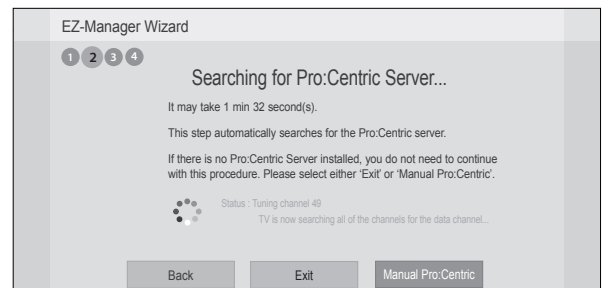 EZ-Manager Wizard
1 2 3 4
Searching for Pro:Centric Server...
It may take 1 min 32 second(s).
This step automatically searches for the Pro:Centric server.
If there is no Pro:Centric Server installed, you do not need to continue
with this procedure. Please select either ‘Exit’ or ‘Manual Pro:Centric’.
Status : Tuning channel 49
TV is now searching all of the channels for the data channel...
Back Exit Manual Pro:Centric